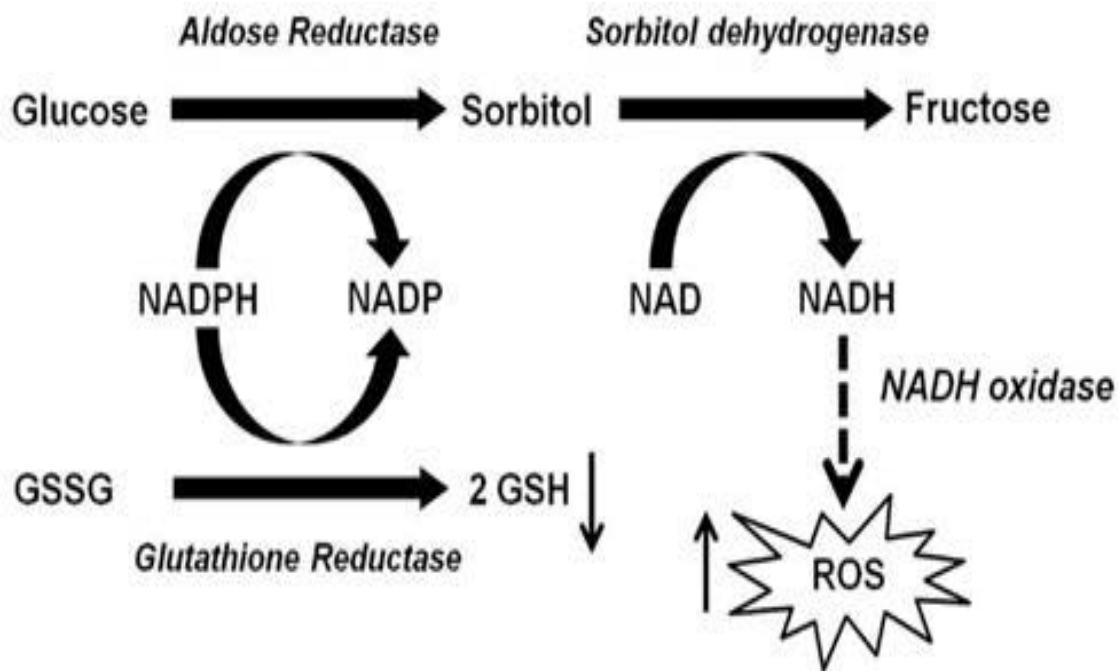 Aldose Reductase
Sorbitol dehydrogenase
Glucose
Sorbitol
Fructose
NADPH
NADP
NAD
NADH
NADH oxidase
GSSG
2 GSH
Glutathione Reductase
ROS